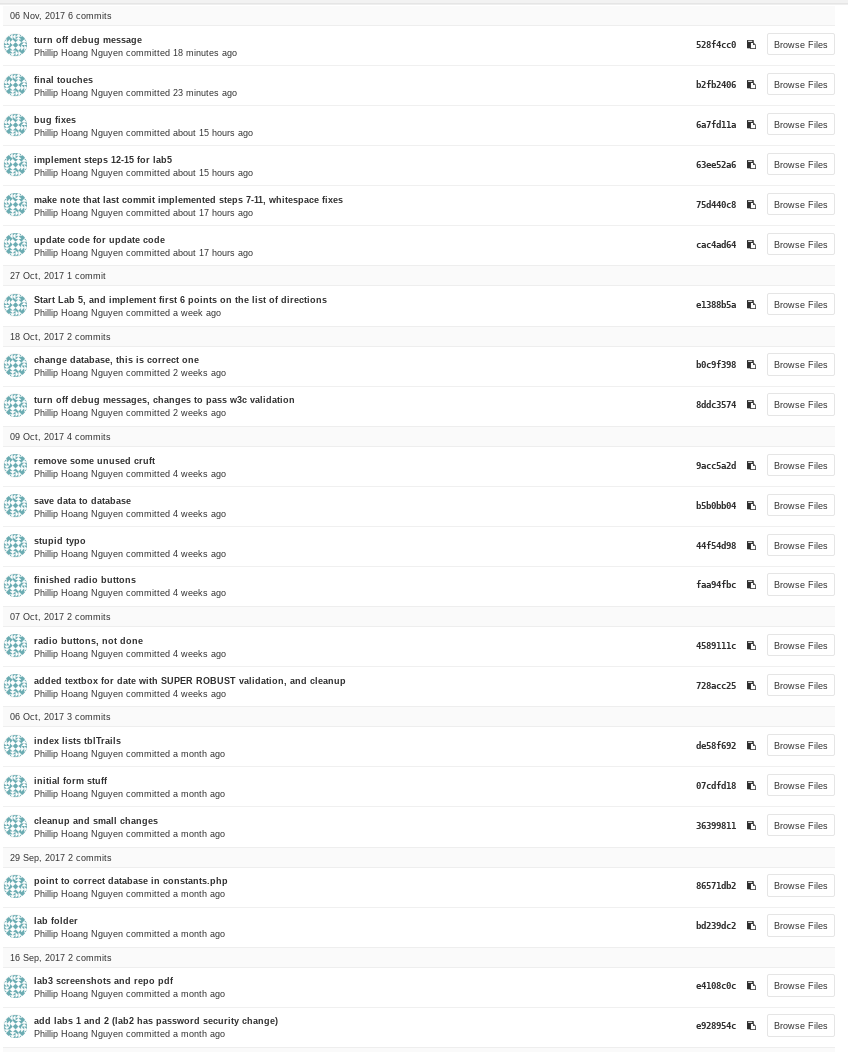 06 Nov, 2017 6 commits
turn off debug message
Phillip Hoang Nguyen committed 18 minutes ago
528f4cc0 Browse Files
final touches
Phillip Hoang Nguyen committed 23 minutes ago
b2fb2406 Browse Files
bug fixes
Phillip Hoang Nguyen committed about 15 hours ago
6a7fd11a Browse Files
implement steps 12-15 for lab5
Phillip Hoang Nguyen committed about 15 hours ago
63ee52a6 Browse Files
make note that last commit implemented steps 7-11, whitespace fixes
Phillip Hoang Nguyen committed about 17 hours ago
75d440c8 Browse Files
update code for update code
Phillip Hoang Nguyen committed about 17 hours ago
cac4ad64 Browse Files
27 Oct, 2017 1 commit
Start Lab 5, and implement first 6 points on the list of directions
Phillip Hoang Nguyen committed a week ago
e1388b5a Browse Files
18 Oct, 2017 2 commits
change database, this is correct one
Phillip Hoang Nguyen committed 2 weeks ago
b0c9f398 Browse Files
turn off debug messages, changes to pass w3c validation
Phillip Hoang Nguyen committed 2 weeks ago
8ddc3574 Browse Files
09 Oct, 2017 4 commits
remove some unused cruft
Phillip Hoang Nguyen committed 4 weeks ago
9acc5a2d Browse Files
save data to database
Phillip Hoang Nguyen committed 4 weeks ago
b5b0bb04 Browse Files
stupid typo
Phillip Hoang Nguyen committed 4 weeks ago
44f54d98 Browse Files
finished radio buttons
Phillip Hoang Nguyen committed 4 weeks ago
faa94fbc Browse Files
07 Oct, 2017 2 commits
radio buttons, not done
Phillip Hoang Nguyen committed 4 weeks ago
4589111c Browse Files
added textbox for date with SUPER ROBUST validation, and cleanup
Phillip Hoang Nguyen committed 4 weeks ago
728acc25 Browse Files
06 Oct, 2017 3 commits
index lists tblTrails
Phillip Hoang Nguyen committed a month ago
de58f692 Browse Files
initial form stuff
Phillip Hoang Nguyen committed a month ago
07cdfd18 Browse Files
cleanup and small changes
Phillip Hoang Nguyen committed a month ago
36399811 Browse Files
29 Sep, 2017 2 commits
point to correct database in constants.php
Phillip Hoang Nguyen committed a month ago
86571db2 Browse Files
lab folder
Phillip Hoang Nguyen committed a month ago
bd239dc2 Browse Files
16 Sep, 2017 2 commits
lab3 screenshots and repo pdf
Phillip Hoang Nguyen committed a month ago
e4108c0c Browse Files
add labs 1 and 2 (lab2 has password security change)
Phillip Hoang Nguyen committed a month ago
e928954c Browse Files